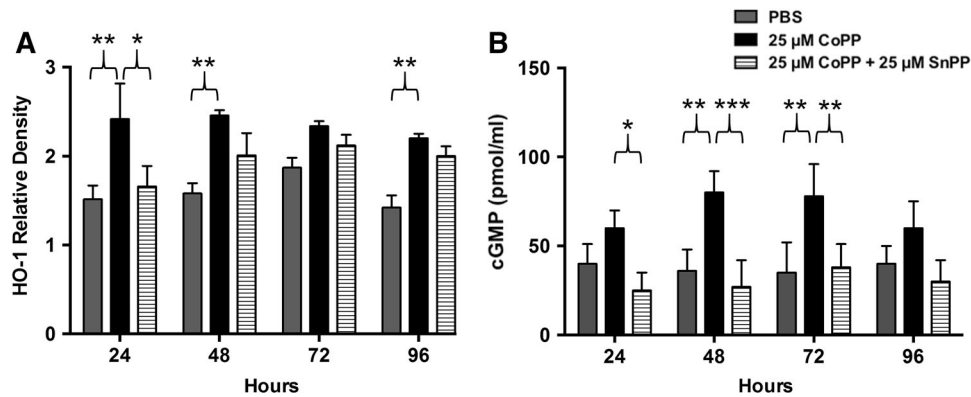 A
** *
**
**
3
2
1
0
HO-1 Relative Density
24 48 72 96
Hours
B
PBS
25 µM CoPP
25 µM CoPP + 25 µM SnPP
*
** ***
** **
150
100
50
0
cGMP (pmol/ml)
24 48 72 96
Hours